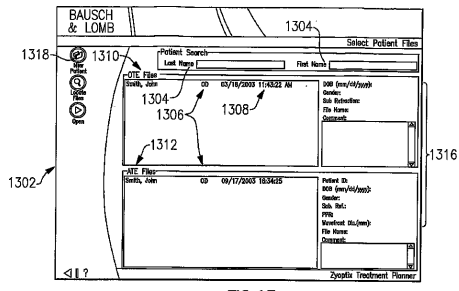 BAUSCH
& LOMB
Select Patient Files
1304
1318
1310
Patient Search
Last Name
First Name
New
Patient
Locate
Files
Open
OTE Files
Smith, John OD 03/18/2003 11:43:22 AM
1304
1306
1308
DOB (mm/dd/yyyy):
Gender:
Sub Refraction:
File Name:
Comment:
1312
1302
1316
ATE Files
Smith, John OD 09/17/2003 18:34:25
Patient ID:
DOB (mm/dd/yyyy):
Gender:
Sub. Ref.:
PPR:
Wavefront Dia.(mm):
File Name:
Comment:
?
Zyoptix Treatment Planner